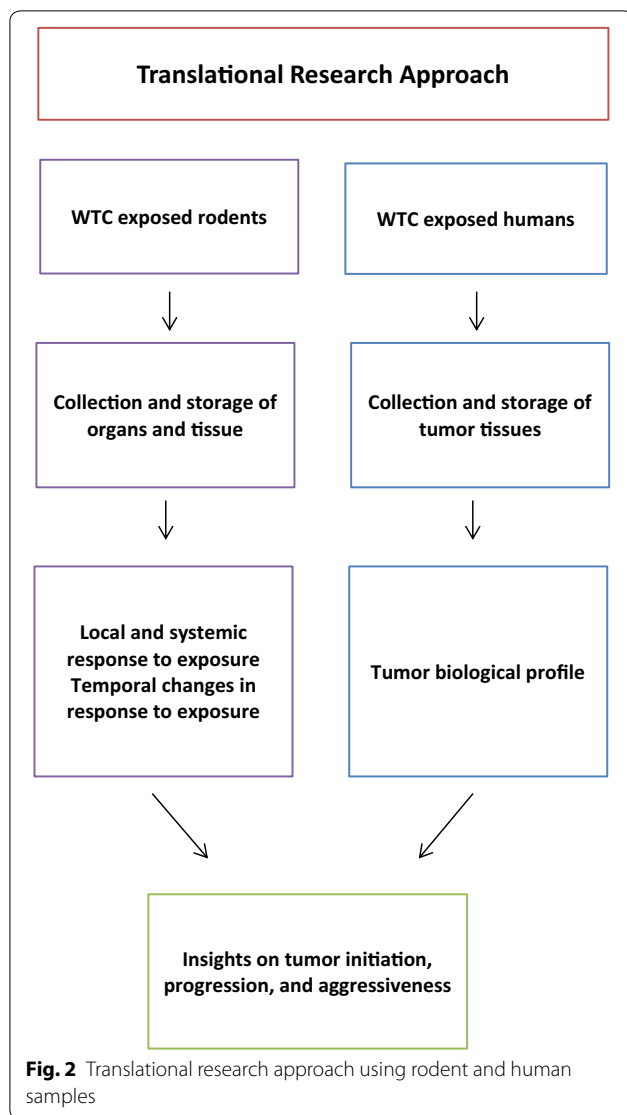 Translational Research Approach
WTC exposed rodents
WTC exposed humans
Collection and storage of
organs and tissue
Collection and storage of
tumor tissues
Local and systemic
response to exposure
Temporal changes in
response to exposure
Tumor biological profile
Insights on tumor initiation,
progression, and aggressiveness
Fig. 2 Translational research approach using rodent and human
samples